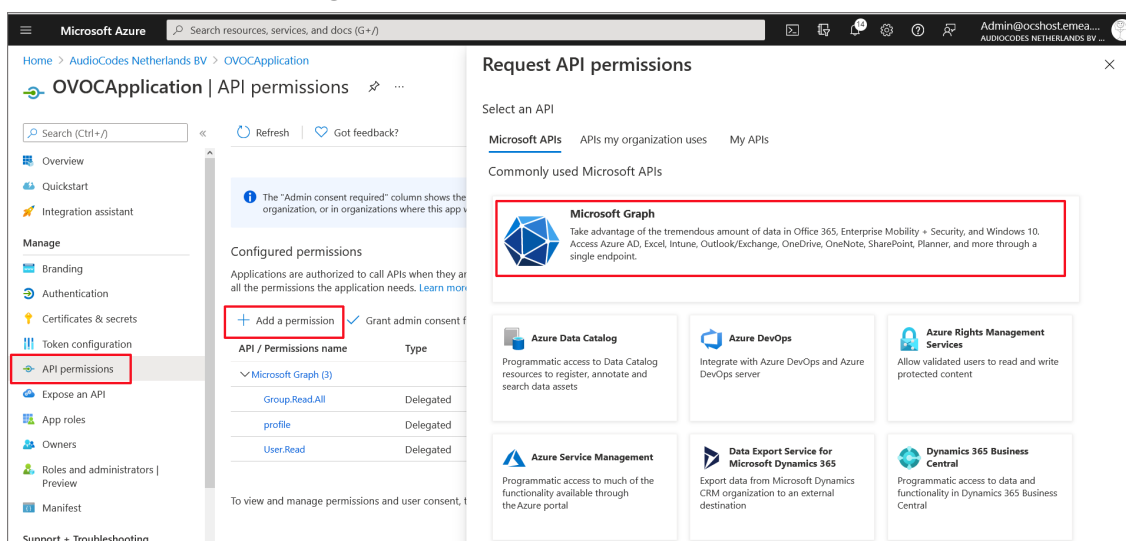 Microsoft Azure
Search resources, services, and docs (G+/)
14
Admin@ocshost.emea....
AUDIOCODES NETHERLANDS BV ...
Home > AudioCodes Netherlands BV > OVOCApplication
OVOCApplication | API permissions
Search (Ctrl+/)
Overview
Quickstart
Integration assistant
Manage
Branding
Authentication
Certificates & secrets
Token configuration
API permissions
Expose an API
App roles
Owners
Roles and administrators |
Preview
Manifest
Support + Troubleshooting
Refresh
Got feedback?
The "Admin consent required" column shows the
organization, or in organizations where this app
Configured permissions
Applications are authorized to call APIs when they
all the permissions the application needs. Learn more
Add a permission
Grant admin consent
API / Permissions name Type
Microsoft Graph (3)
Group.Read.All Delegated
profile Delegated
User.Read Delegated
To view and manage permissions and user consent,
Request API permissions
Select an API
Microsoft APIs APIs my organization uses My APIs
Commonly used Microsoft APIs
Microsoft Graph
Take advantage of the tremendous amount of data in Office 365, Enterprise Mobility + Security, and Windows 10.
Access Azure AD, Excel, Intune, Outlook/Exchange, OneDrive, OneNote, SharePoint, Planner, and more through a
single endpoint.
Azure Data Catalog
Programmatic access to Data Catalog
resources to register, annotate and
search data assets
Azure DevOps
Integrate with Azure DevOps and Azure
DevOps server
Azure Rights Management
Services
Allow validated users to read and write
protected content
Azure Service Management
Programmatic access to much of the
functionality available through
the Azure portal
Data Export Service for
Microsoft Dynamics 365
Export data from Microsoft Dynamics
CRM organization to an external
destination
Dynamics 365 Business
Central
Programmatic access to data and
functionality in Dynamics 365 Business
Central